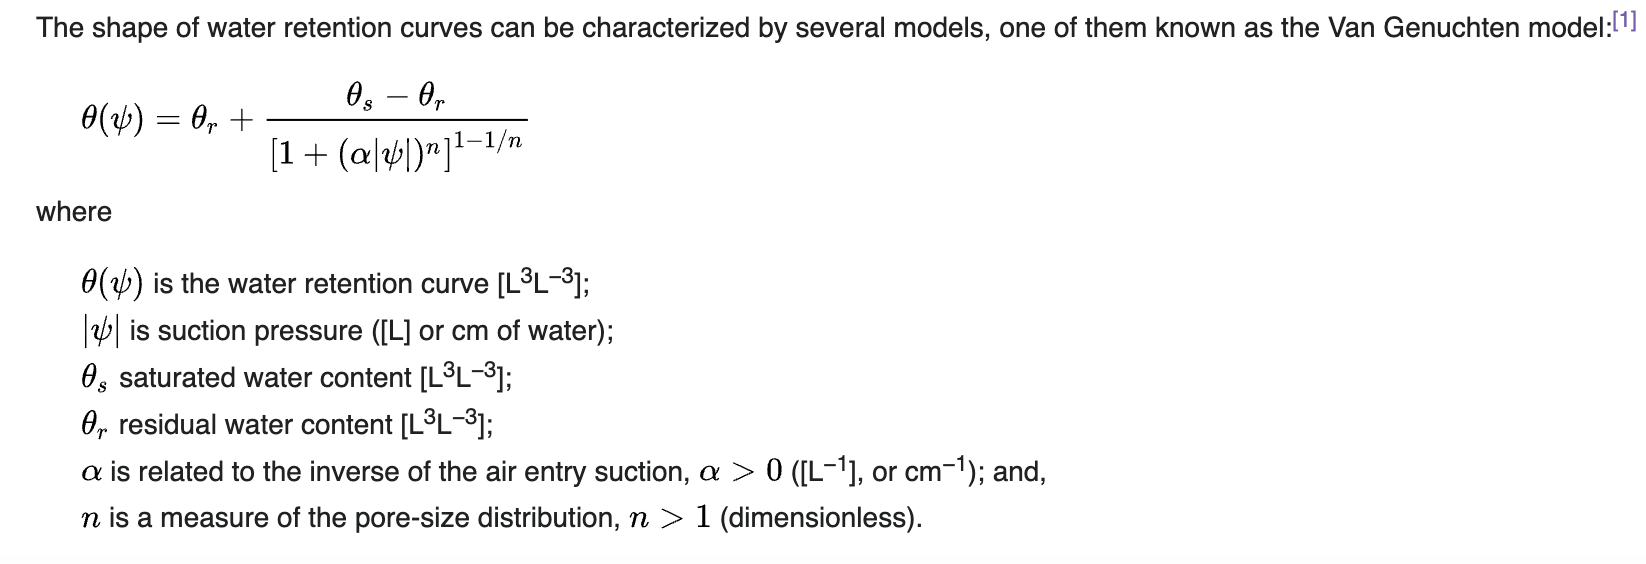 The shape of water retention curves can be characterized by several models, one of them known as the Van Genuchten model:[1]
θ(ψ) = θᵣ + (θₛ − θᵣ) / [1 + (α|ψ|)ⁿ]^(1−1/n)
where
θ(ψ) is the water retention curve [L³L⁻³];
|ψ| is suction pressure ([L] or cm of water);
θₛ saturated water content [L³L⁻³];
θᵣ residual water content [L³L⁻³];
α is related to the inverse of the air entry suction, α > 0 ([L⁻¹], or cm⁻¹); and,
n is a measure of the pore-size distribution, n > 1 (dimensionless).